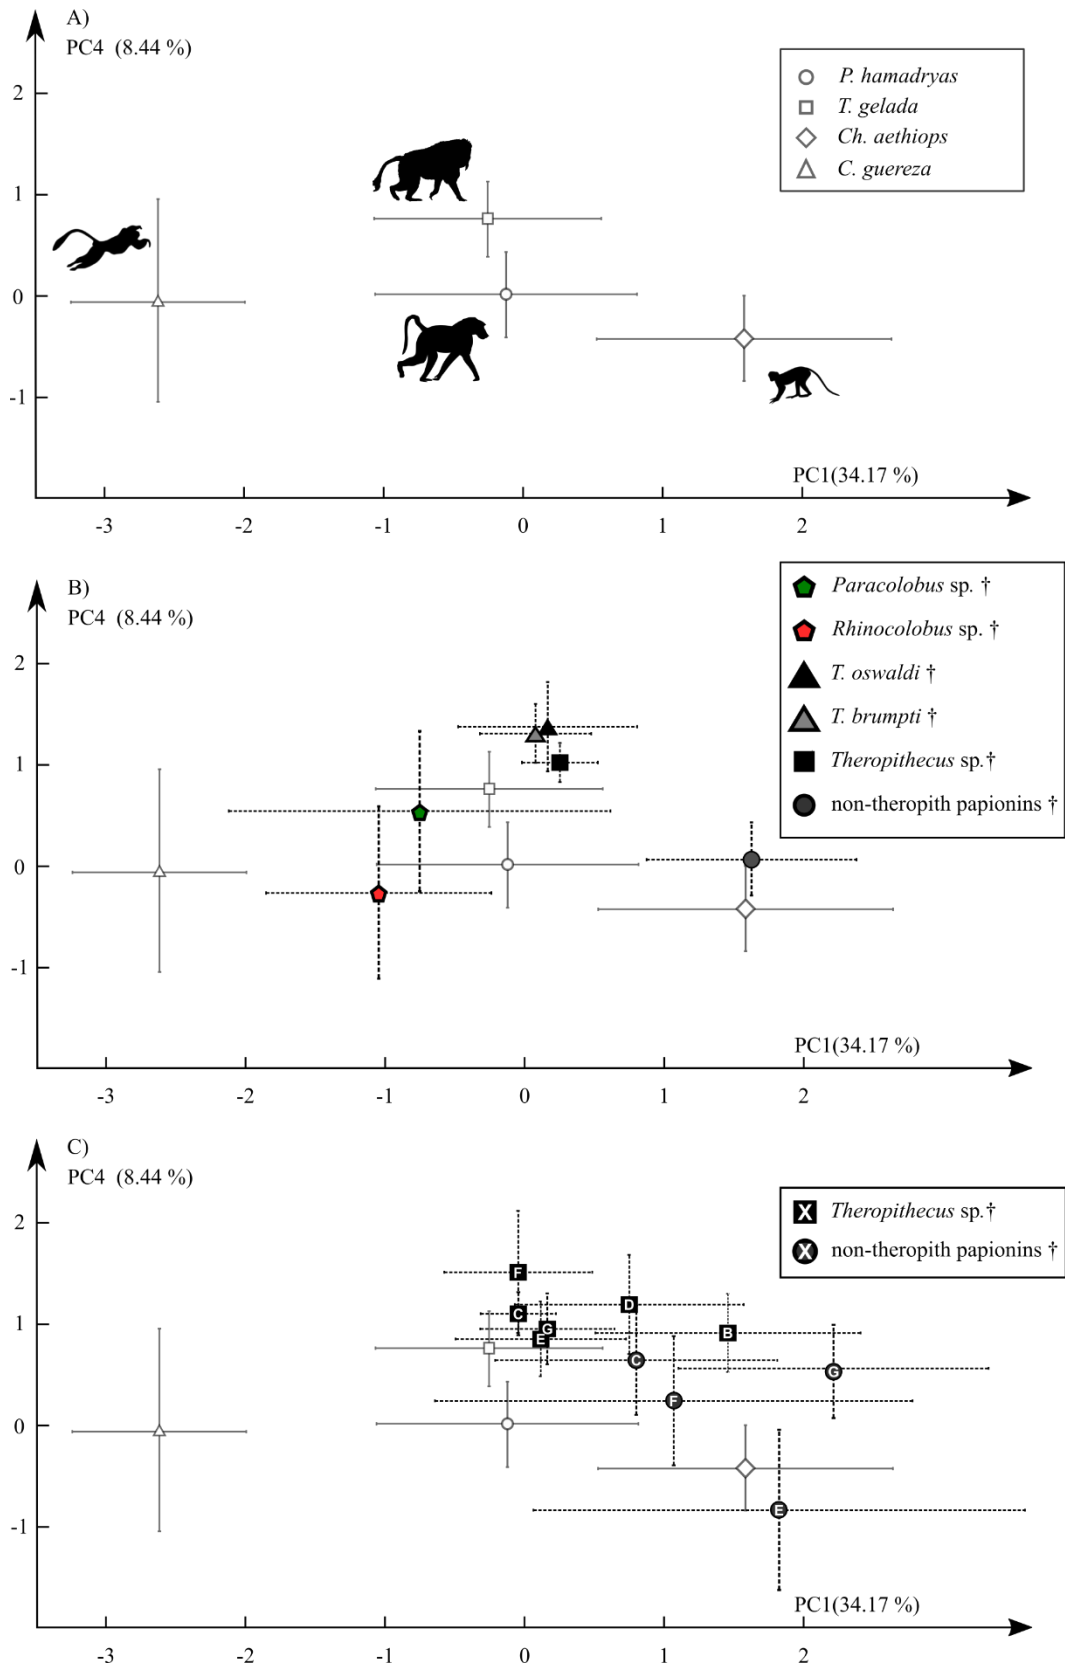 A)
PC4 (8.44 %)
P. hamadryas
T. gelada
Ch. aethiops
C. guereza
2
1
0
-1
PC1(34.17 %)
-3 -2 -1 0 1 2
B)
PC4 (8.44 %)
Paracolobus sp. †
Rhinocolobus sp. †
T. oswaldi †
T. brumpti †
Theropithecus sp.†
non-theropith papionins †
2
1
0
-1
PC1(34.17 %)
-3 -2 -1 0 1 2
C)
PC4 (8.44 %)
X Theropithecus sp.†
X non-theropith papionins †
2
F
D
C
G
B
1
E
C
G
F
0
E
-1
PC1(34.17 %)
-3 -2 -1 0 1 2